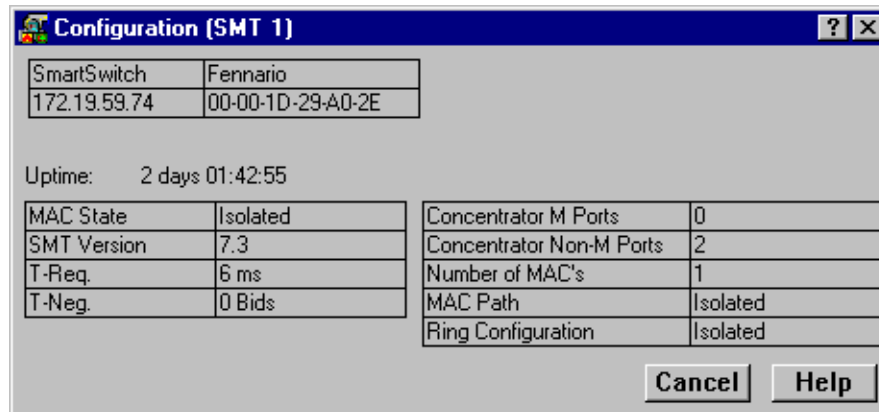 Configuration (SMT 1)
SmartSwitch Fennario
172.19.59.74 00-00-1D-29-A0-2E
Uptime: 2 days 01:42:55
MAC State Isolated
SMT Version 7.3
T-Req. 6 ms
T-Neg. 0 Bids
Concentrator M Ports 0
Concentrator Non-M Ports 2
Number of MAC's 1
MAC Path Isolated
Ring Configuration Isolated
Cancel Help